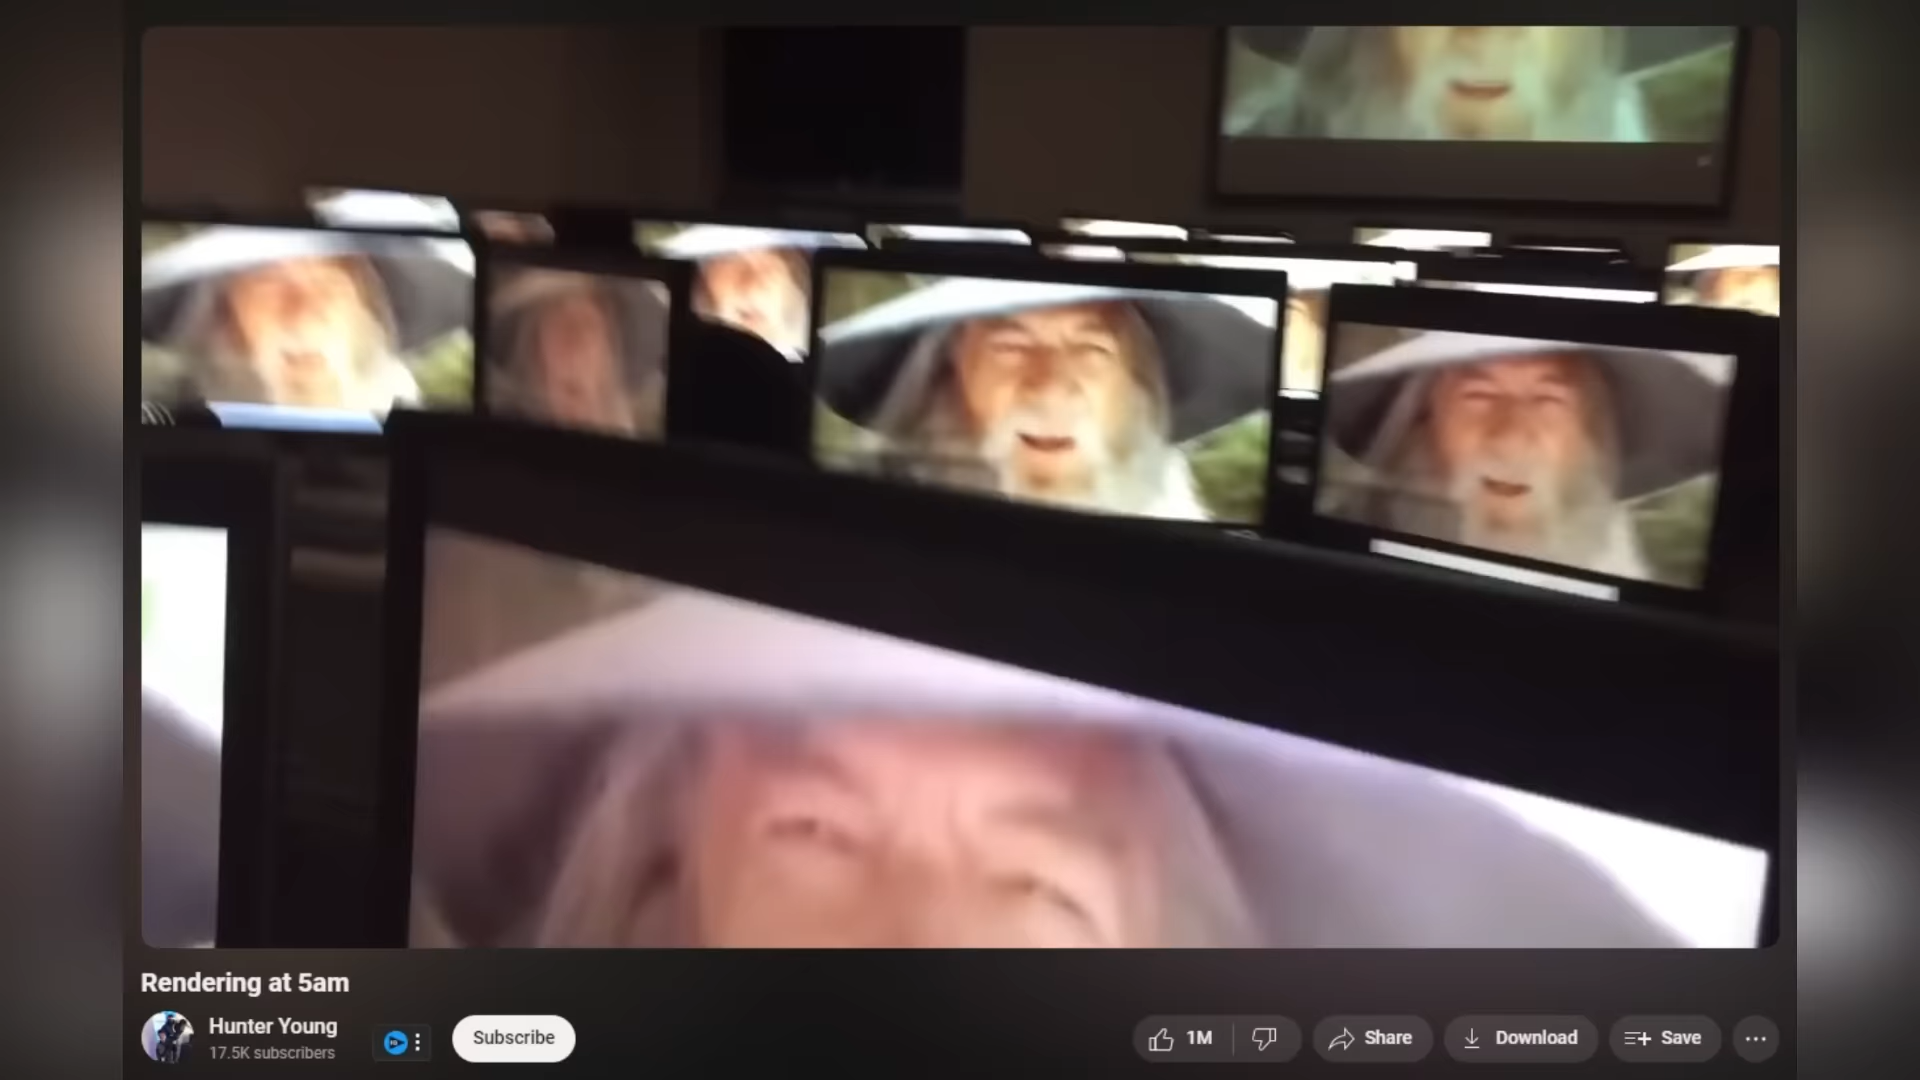 Rendering at 5am
Hunter Young
17.5K subscribers
Subscribe
1M
Share
Download
Save